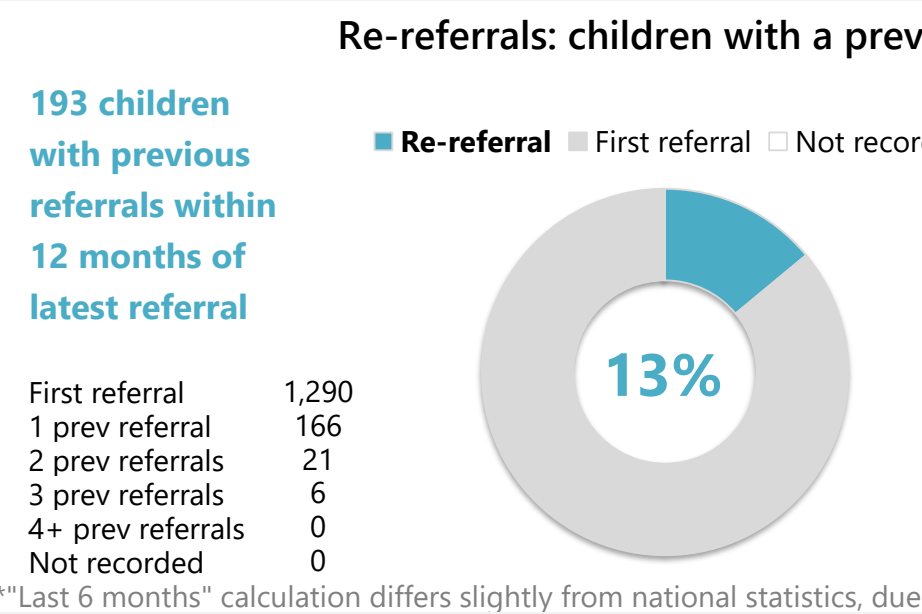 Re-referrals: children with a prev
193 children
with previous
referrals within
12 months of
latest referral
Re-referral First referral Not recor
13%
First referral 1,290
1 prev referral 166
2 prev referrals 21
3 prev referrals 6
4+ prev referrals 0
Not recorded 0
*"Last 6 months" calculation differs slightly from national statistics, due